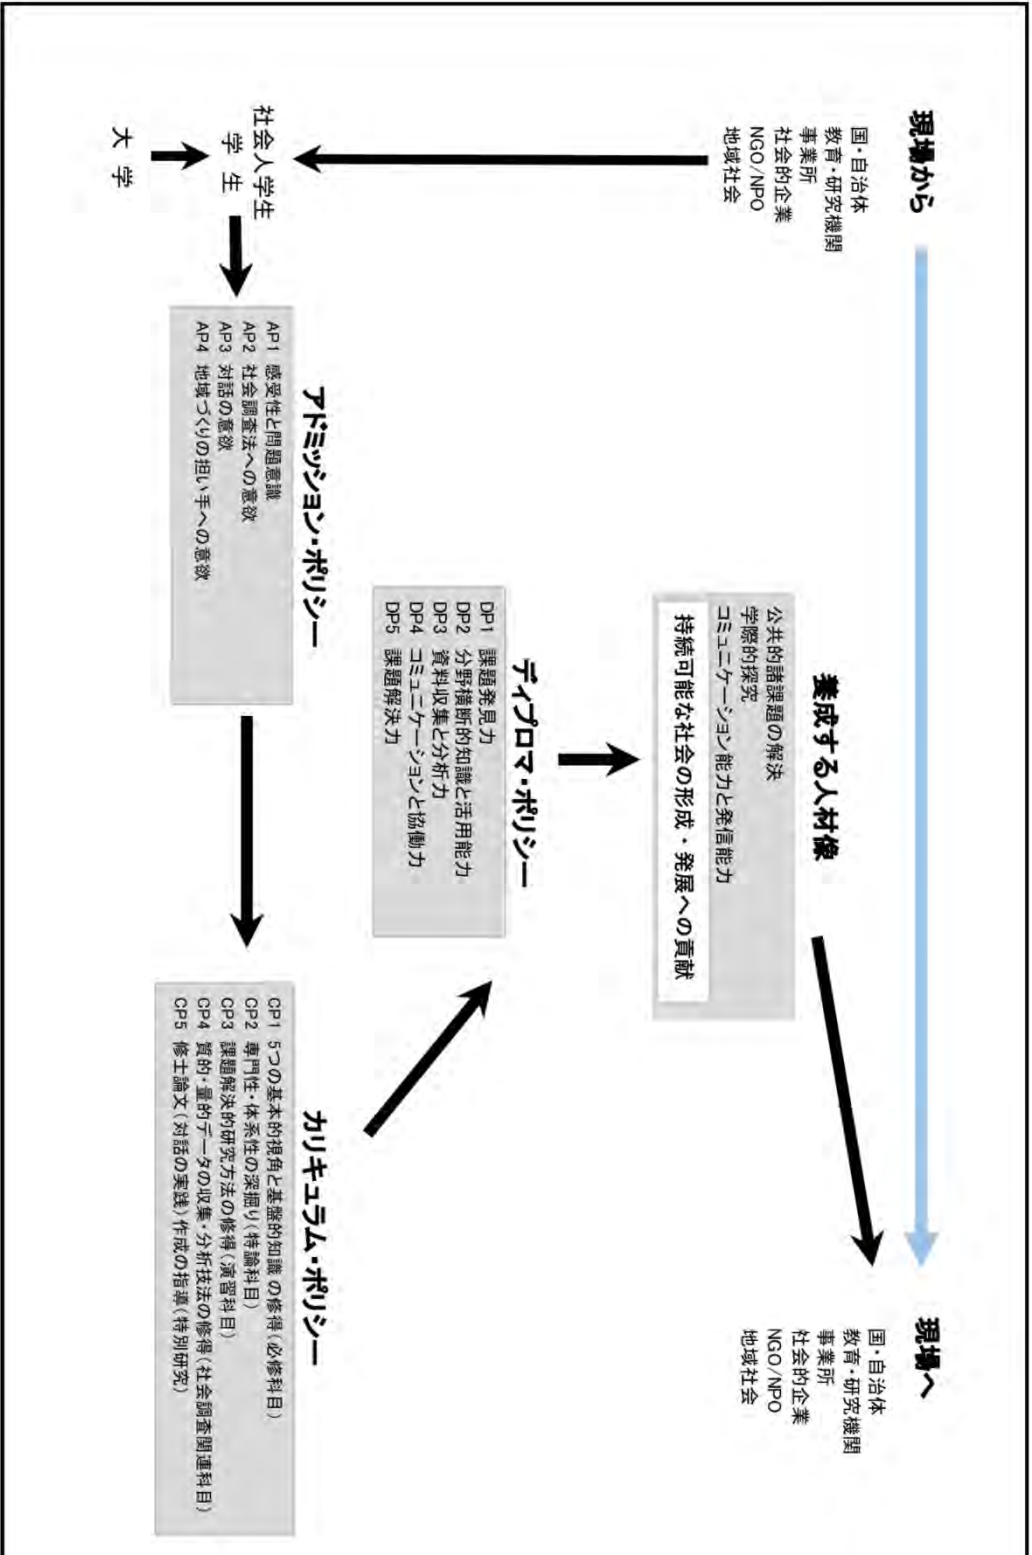 現場から
国・自治体
教育・研究機関
事業所
社会的企業
NGO/NPO
地域社会
現場へ
国・自治体
教育・研究機関
事業所
社会的企業
NGO/NPO
地域社会
養成する人材像
公共的諸課題の解決
学際的探究
コミュニケーション能力と発信能力
持続可能な社会の形成・発展への貢献
ディプロマ・ポリシー
DP1 課題発見力
DP2 分野横断的知識と活用能力
DP3 資料収集と分析力
DP4 コミュニケーションと協働力
DP5 課題解決力
社会人学生
学 生
大 学
アドミッション・ポリシー
AP1 感受性と問題意識
AP2 社会調査法への意欲
AP3 対話の意欲
AP4 地域づくりの担い手への意欲
カリキュラム・ポリシー
CP1 5つの基本的視角と基盤的知識 の修得(必修科目)
CP2 専門性・体系性の深掘り(特論科目)
CP3 課題解決的研究方法の修得(演習科目)
CP4 質的・量的データの収集・分析技法の修得(社会調査関連科目)
CP5 修士論文(対話の実践)作成の指導(特別研究)